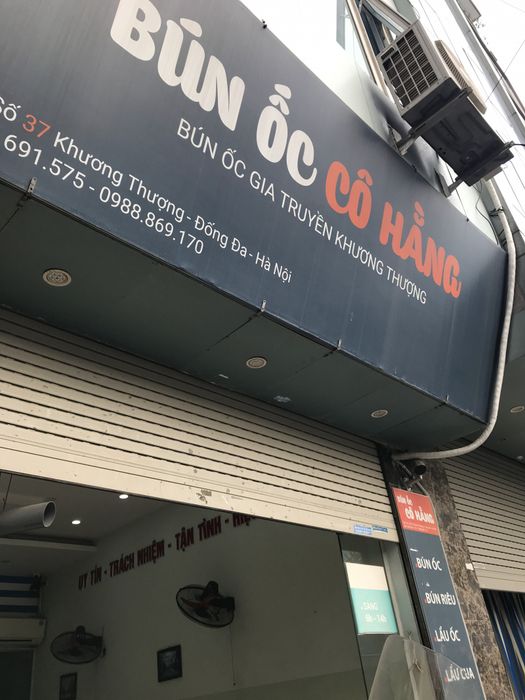 BÚN ỐC CÔ HẰNG
BÚN ỐC GIA TRUYỀN KHƯƠNG THƯỢNG
Số 37 Khương Thượng - Đống Đa - Hà Nội
691.575 - 0988.869.170
UY TÍN - TRÁCH NHIỆM - TẬN TÌNH -
BÚN ỐC
CÔ HẰNG
BÚN ỐC
BÚN RIÊU
LẨU ỐC
LẨU CUA
SÁNG